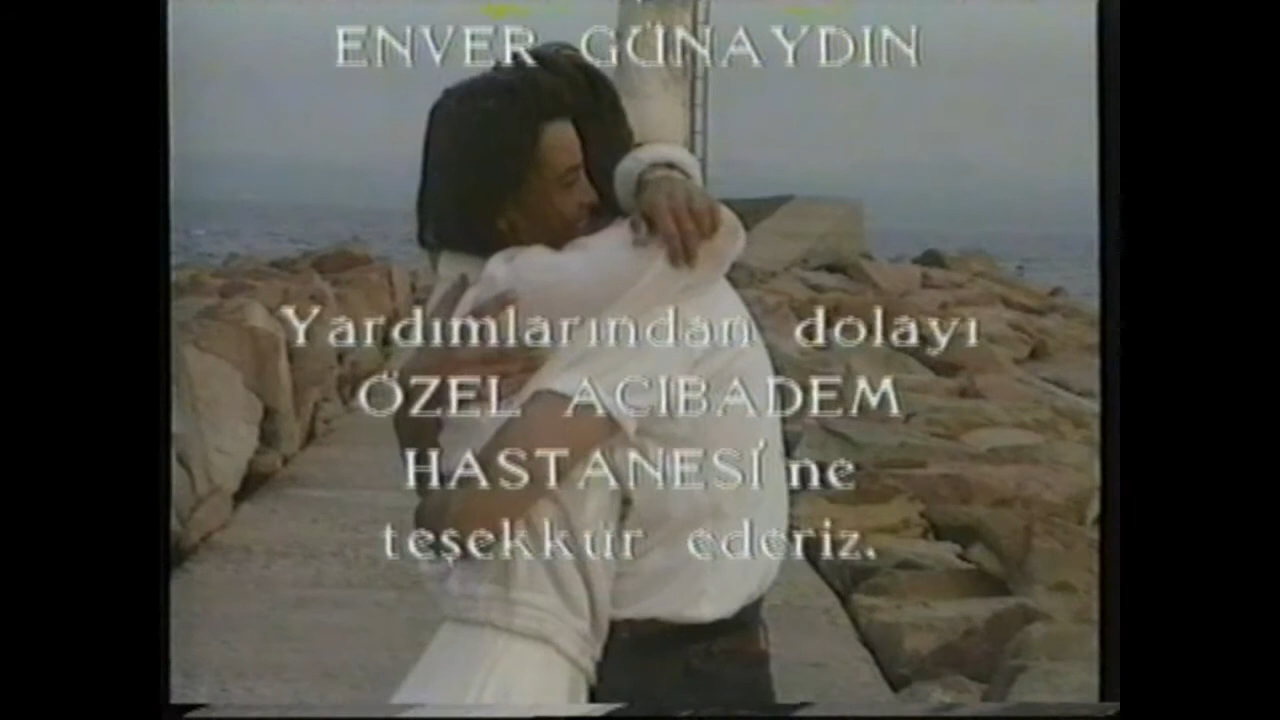 ENVER GÜNAYDIN
Yardımlarından dolayı
ÖZEL ACIBADEM
HASTANESİ'ne
teşekkür ederiz.